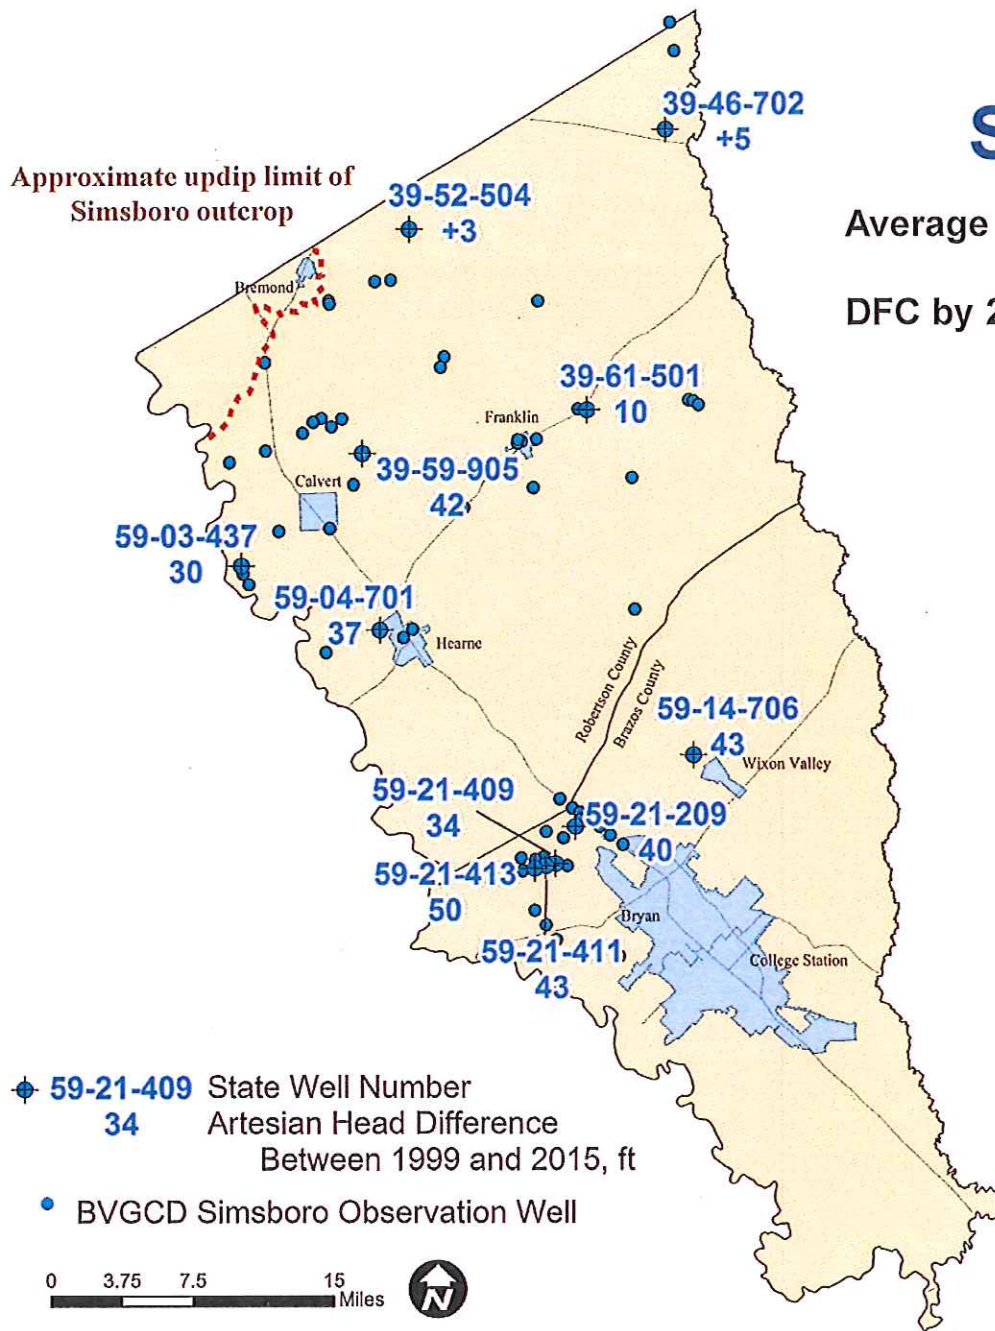 39-46-702
+5
S
Approximate updip limit of
Simsboro outcrop
39-52-504
+3
Average
Bremond
DFC by 2
39-61-501
10
Franklin
39-59-905
42
Calvert
59-03-437
30
59-04-701
37
Hearne
Robertson County
Brazos County
59-14-706
43
Wixon Valley
59-21-409
34
59-21-209
40
59-21-413
50
Bryan
59-21-411
43
College Station
59-21-409 State Well Number
34 Artesian Head Difference
Between 1999 and 2015, ft
BVGCD Simsboro Observation Well
0 3.75 7.5 15
Miles
N